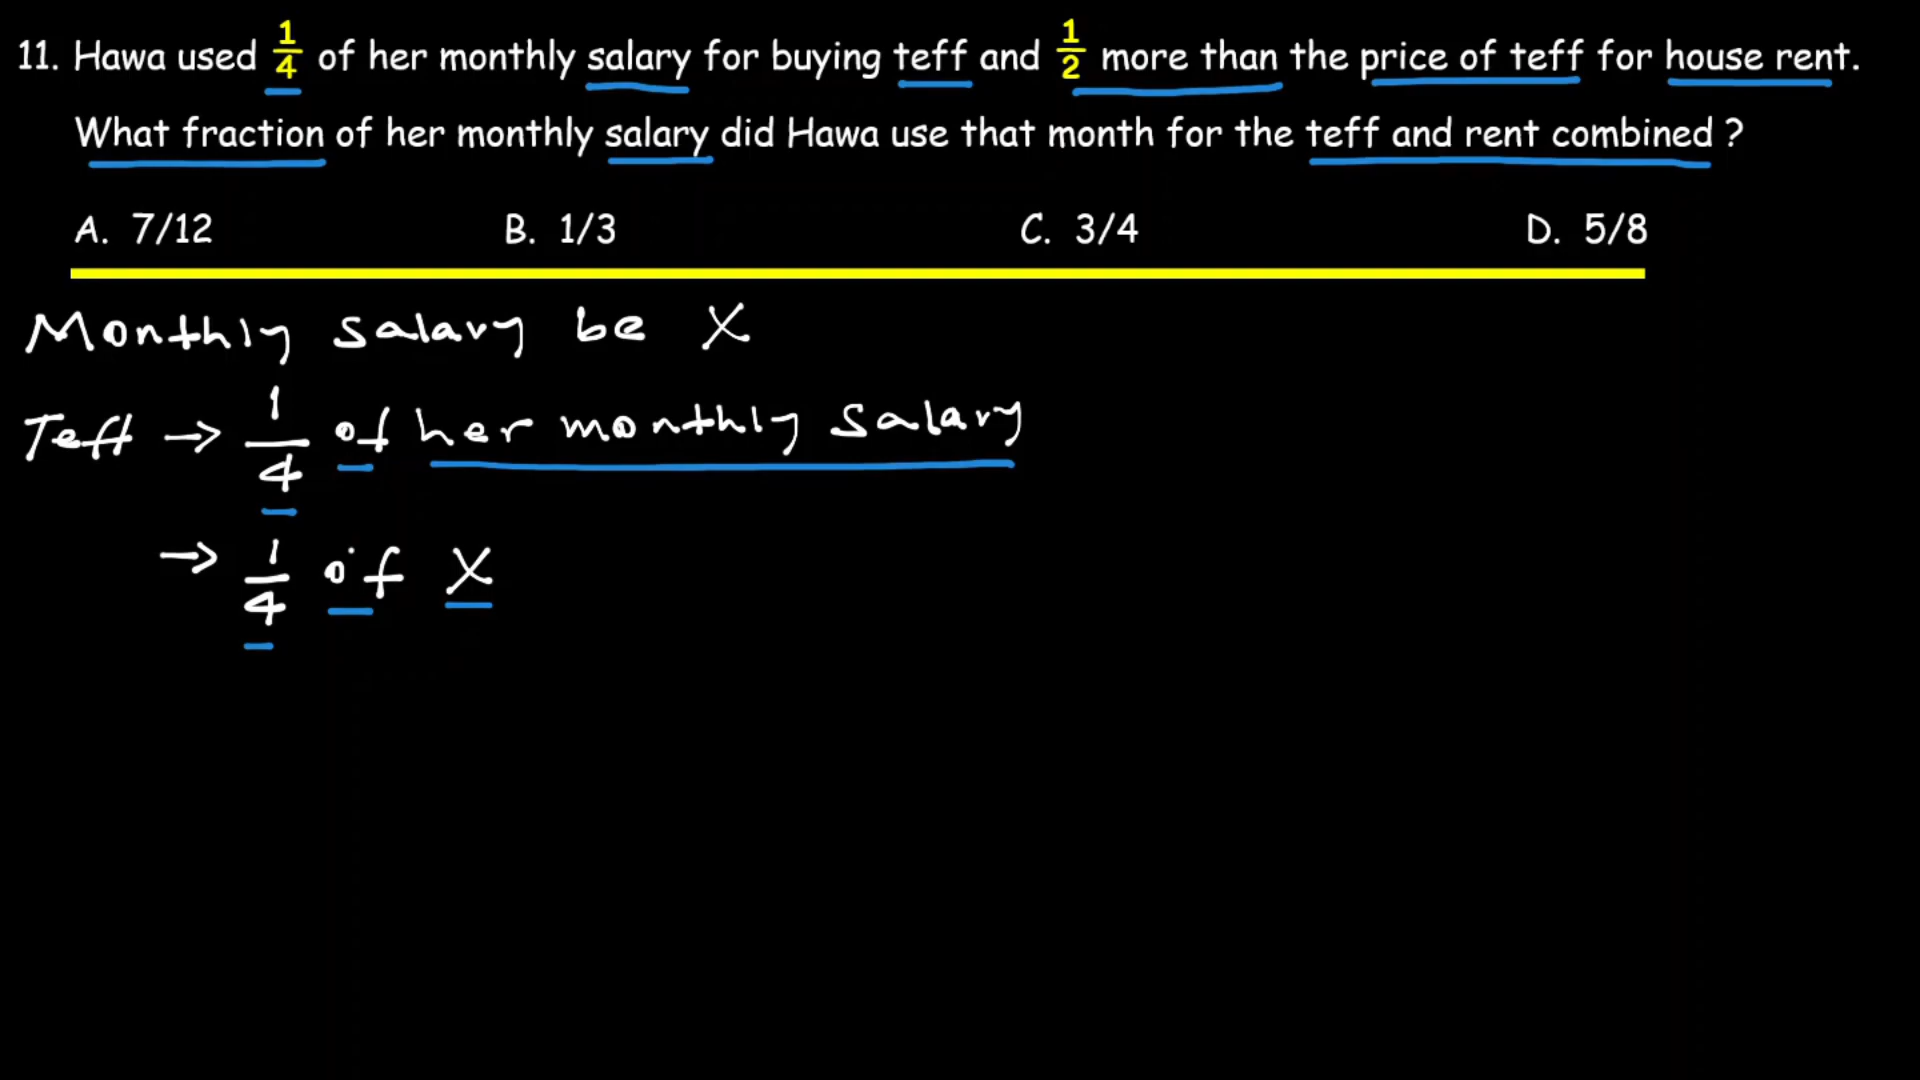 11. Hawa used 1/4 of her monthly salary for buying teff and 1/2 more than the price of teff for house rent.
What fraction of her monthly salary did Hawa use that month for the teff and rent combined ?
A. 7/12 B. 1/3 C. 3/4 D. 5/8
Monthly salary be X
Teff → 1/4 of her monthly salary
→ 1/4 of X